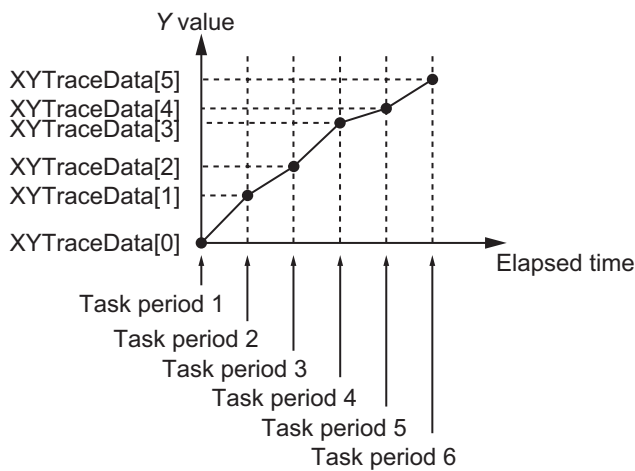 Y value
XYTraceData[5]
XYTraceData[4]
XYTraceData[3]
XYTraceData[2]
XYTraceData[1]
XYTraceData[0]
Elapsed time
Task period 1
Task period 2
Task period 3
Task period 4
Task period 5
Task period 6